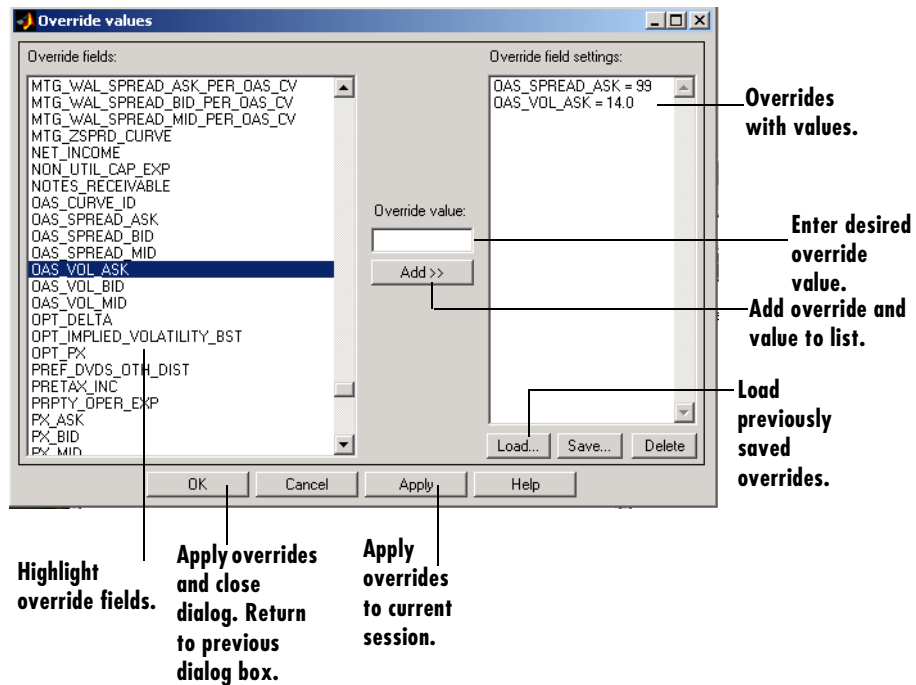 Override values
Override fields:
MTG_WAL_SPREAD_ASK_PER_OAS_CV
MTG_WAL_SPREAD_BID_PER_OAS_CV
MTG_WAL_SPREAD_MID_PER_OAS_CV
MTG_ZSPRD_CURVE
NET_INCOME
NON_UTIL_CAP_EXP
NOTES_RECEIVABLE
OAS_CURVE_ID
OAS_SPREAD_ASK
OAS_SPREAD_BID
OAS_SPREAD_MID
OAS_VOL_ASK
OAS_VOL_BID
OAS_VOL_MID
OPT_DELTA
OPT_IMPLIED_VOLATILITY_BST
OPT_PX
PREF_DVDS_OTH_DIST
PRETAX_INC
PRPTY_OPER_EXP
PX_ASK
PX_BID
PX_MID
Override value:
Add >>
Override field settings:
OAS_SPREAD_ASK = 99
OAS_VOL_ASK = 14.0
Load...
Save...
Delete
OK
Cancel
Apply
Help
Overrides
with values.
Enter desired
override
value.
Add override and
value to list.
Load
previously
saved
overrides.
Highlight
override fields.
Apply overrides
and close
dialog. Return
to previous
dialog box.
Apply
overrides
to current
session.